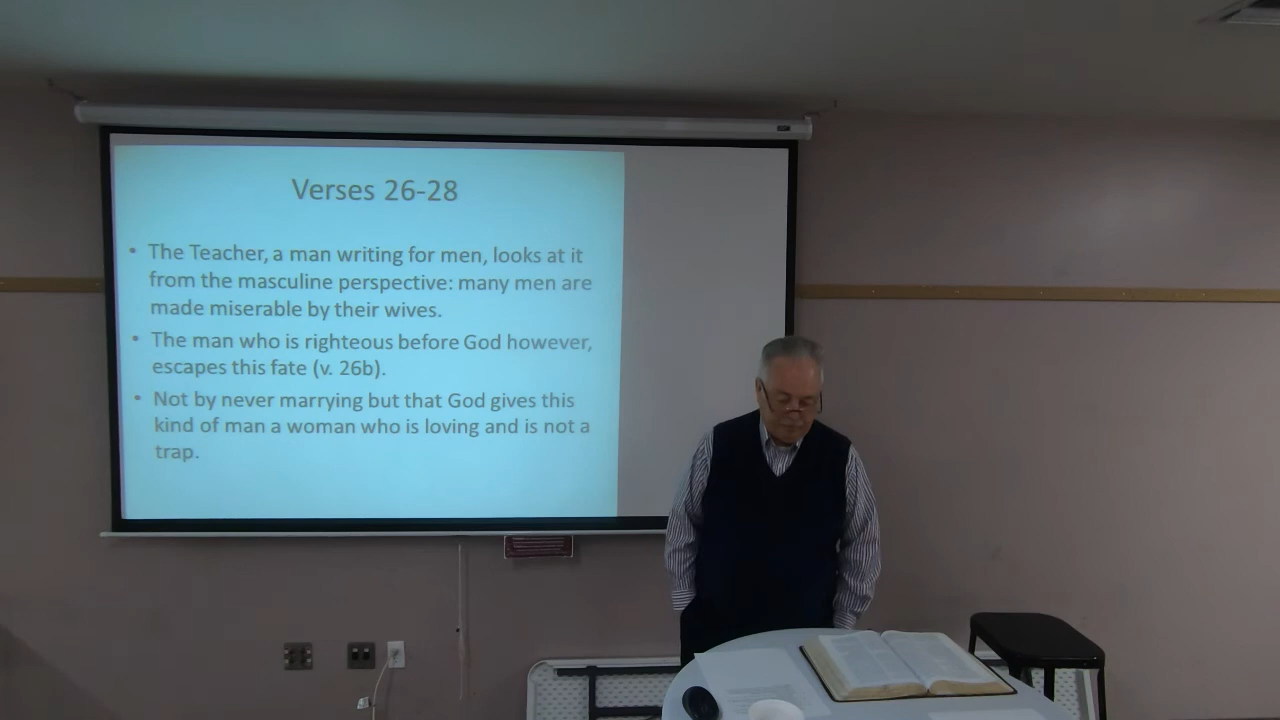 Verses 26-28
• The Teacher, a man writing for men, looks at it
from the masculine perspective: many men are
made miserable by their wives.
• The man who is righteous before God however,
escapes this fate (v. 26b).
• Not by never marrying but that God gives this
kind of man a woman who is loving and is not a
trap.